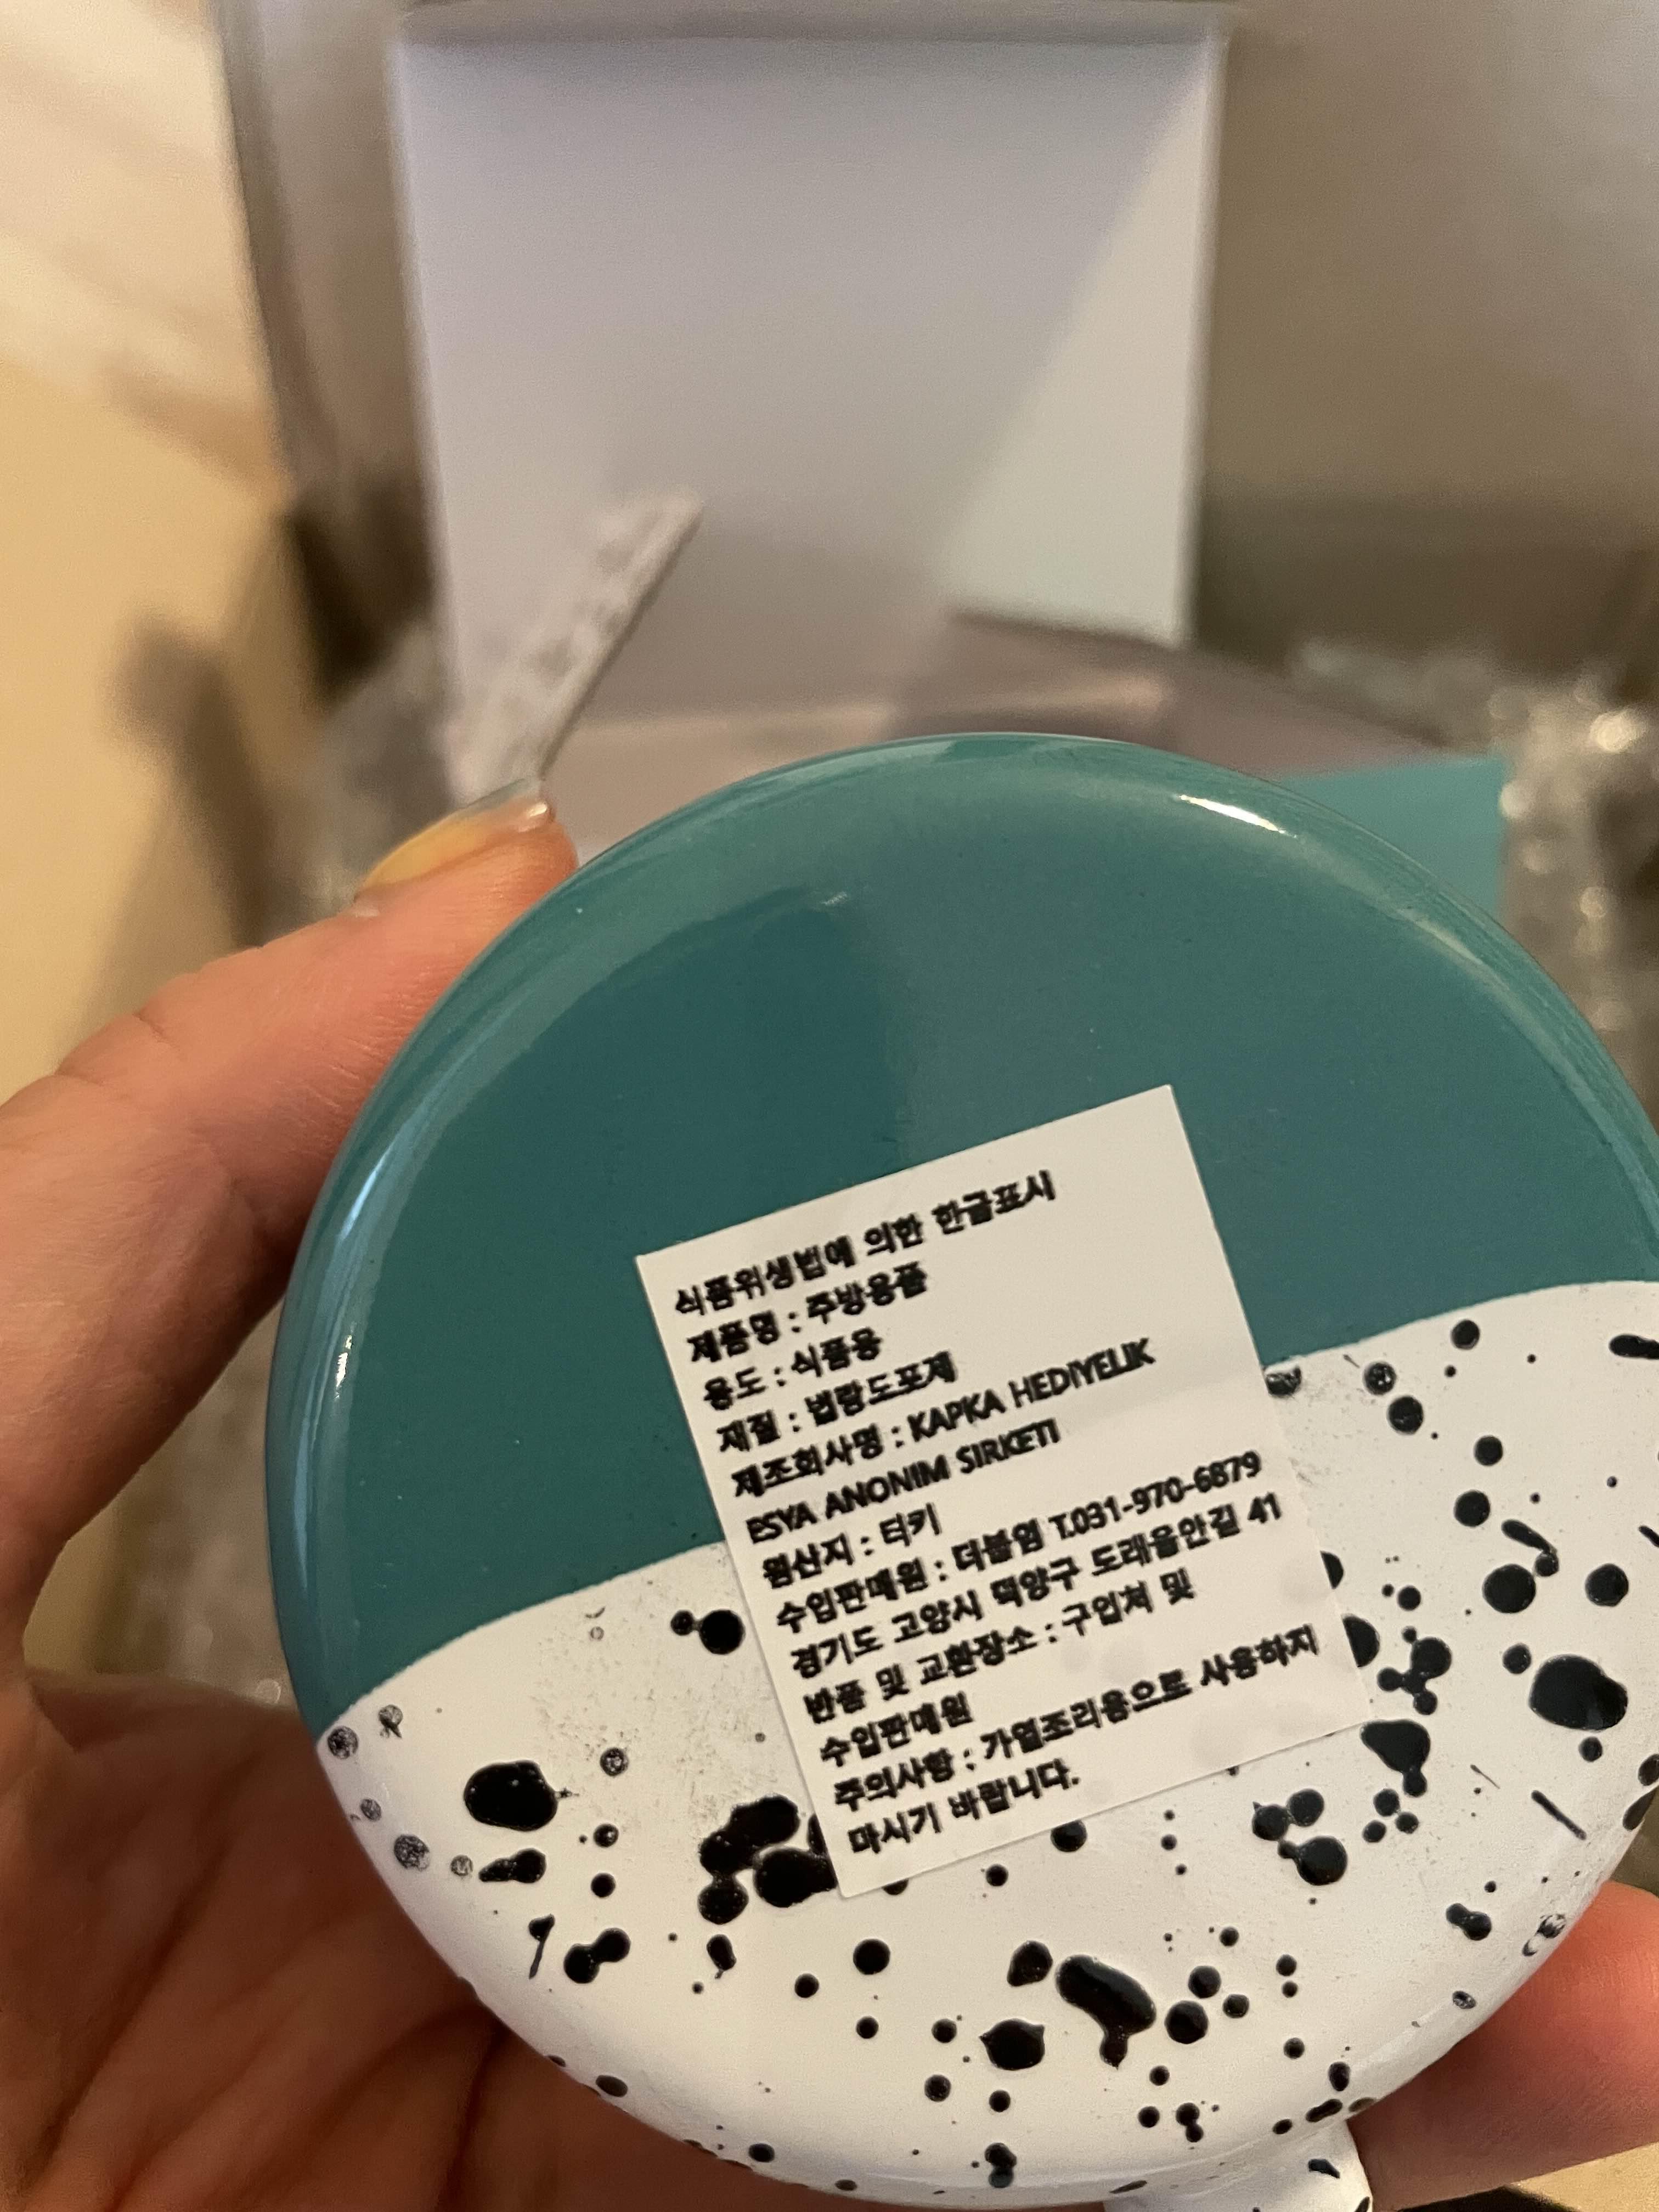 식품위생법에 의한 한글표시
제품명 : 주방용품
용도 : 식품용
재질 : 법랑도포제
제조회사명 : KAPKA HEDIYELIK
ESYA ANONIM SIRKETI
원산지 : 터키
수입판매원 : 더블엠 T.031-970-6879
경기도 고양시 덕양구 도래울안길 41
반품 및 교환장소 : 구입처 및
수입판매원
주의사항 : 가열조리용으로 사용하지
마시기 바랍니다.